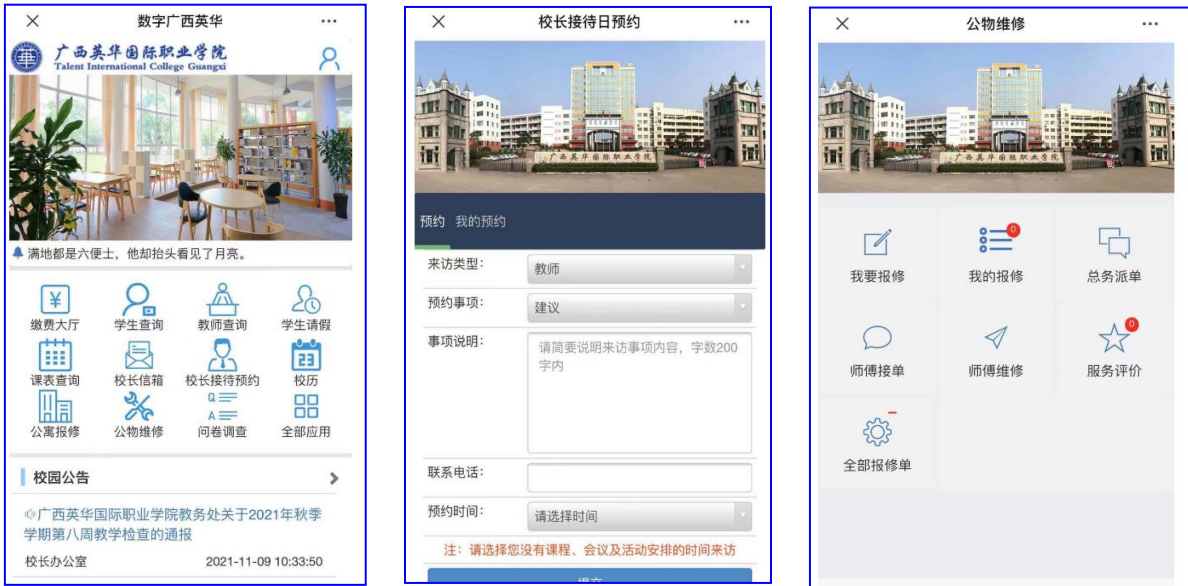 数字广西英华
广西英华国际职业学院
Talent International College Guangxi
满地都是六便士，他却抬头看见了月亮。
缴费大厅 学生查询 教师查询 学生请假
23
课表查询 校长信箱 校长接待预约 校历
Q
A
公寓报修 公物维修 问卷调查 全部应用
校园公告
广西英华国际职业学院教务处关于2021年秋季
学期第八周教学检查的通报
校长办公室 2021-11-09 10:33:50
校长接待日预约
广西英华国际职业学院
预约 我的预约
来访类型： 教师
预约事项： 建议
事项说明： 请简要说明来访事项内容，字数200
字内
联系电话：
预约时间： 请选择时间
注：请选择您没有课程、会议及活动安排的时间来访
提交
公物维修
广西英华国际职业学院
0
我要报修 我的报修 总务派单
0
师傅接单 师傅维修 服务评价
全部报修单